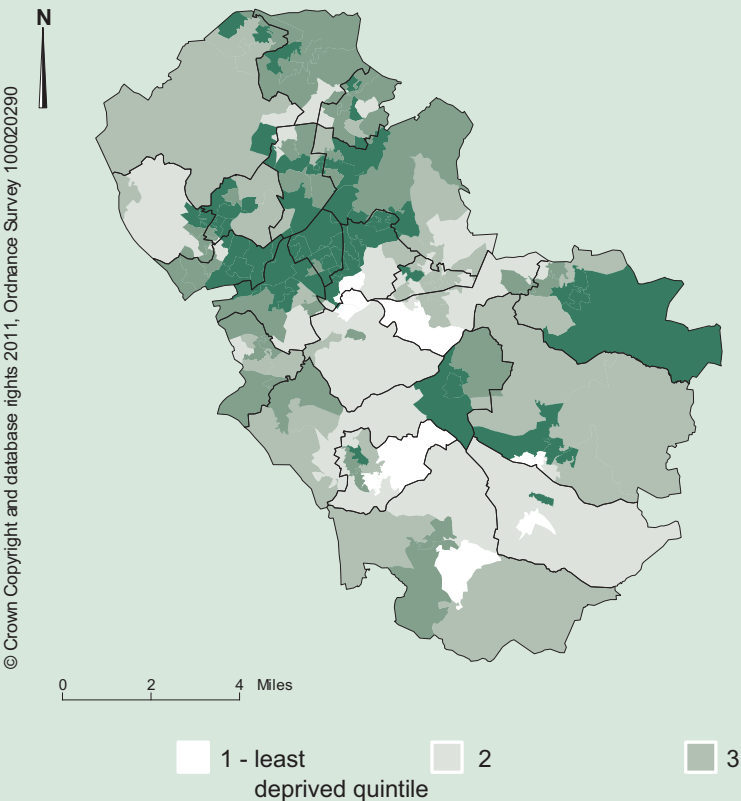 N
© Crown Copyright and database rights 2011, Ordnance Survey 100020290
0 2 4 Miles
1 - least 2 3
deprived quintile